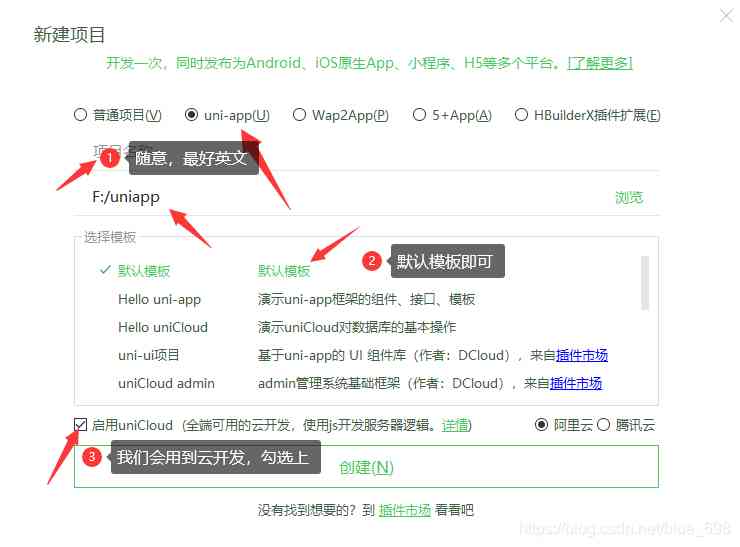 新建项目
开发一次，同时发布为Android、iOS原生App、小程序、H5等多个平台。[了解更多]
普通项目(V) uni-app(U) Wap2App(P) 5+App(A) HBuilderX插件扩展(E)
项目名称
1 随意，最好英文
F:/uniapp 浏览
选择模板
2 默认模板即可
默认模板 默认模板
Hello uni-app 演示uni-app框架的组件、接口、模板
Hello uniCloud 演示uniCloud对数据库的基本操作
uni-ui项目 基于uni-app的 UI 组件库（作者：DCloud），来自插件市场
uniCloud admin admin管理系统基础框架（作者：DCloud），来自插件市场
启用uniCloud（全端可用的云开发，使用js开发服务器逻辑。详情） 阿里云 腾讯云
3 我们会用到云开发，勾选上
创建(N)
没有找到想要的？到 插件市场 看看吧
https://blog.csdn.net/blue_698